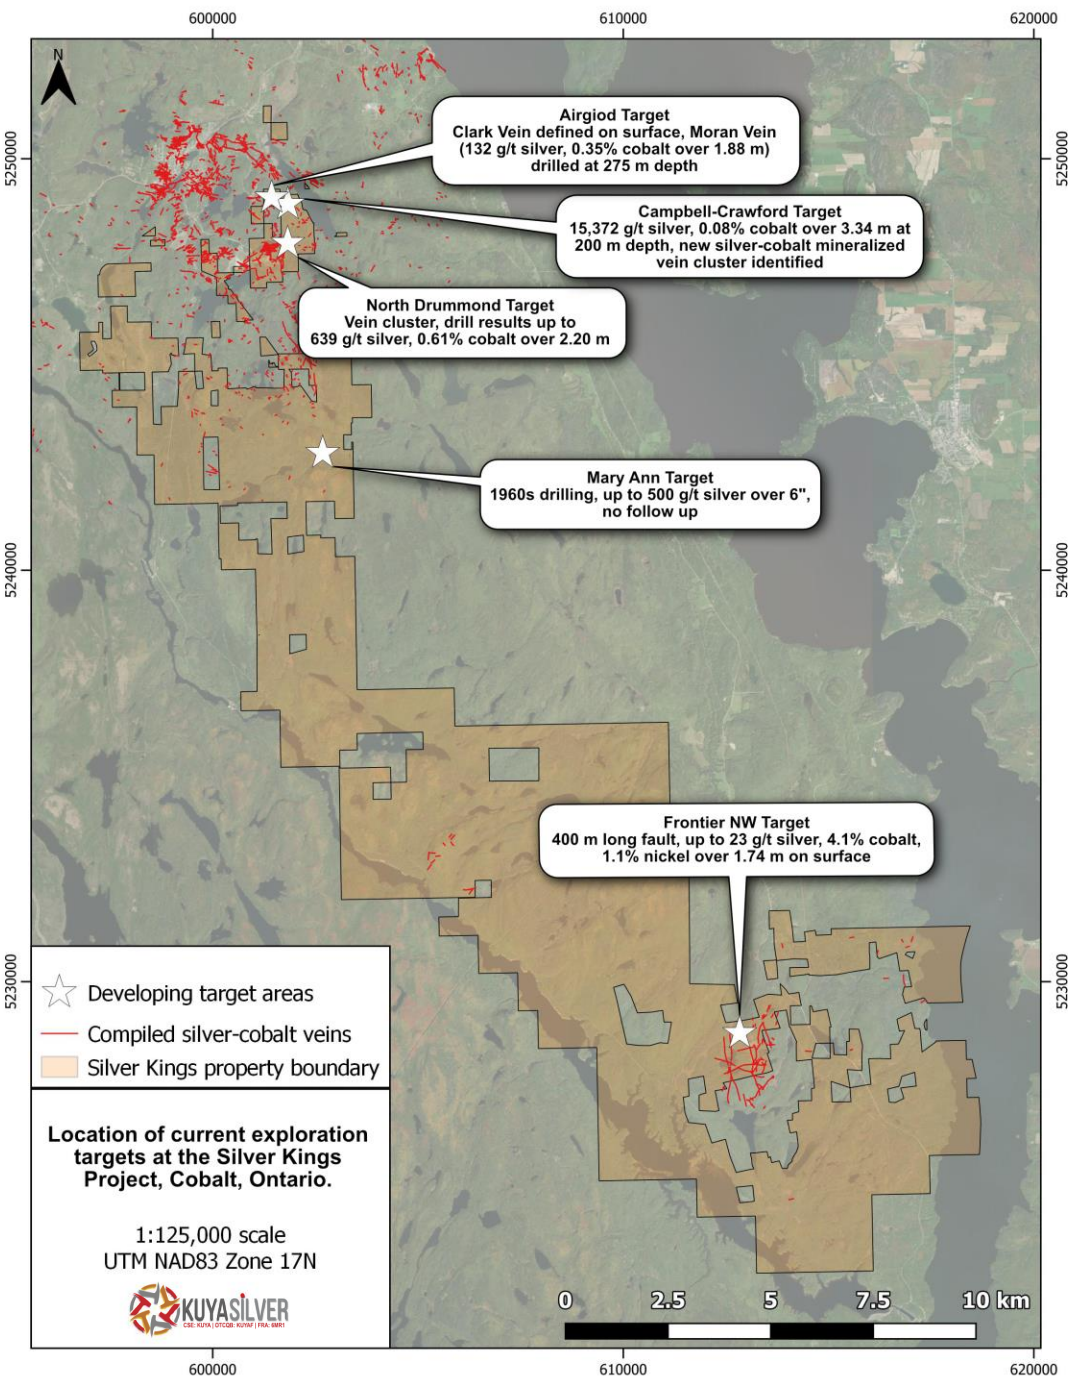 600000
610000
620000
N
5250000
5250000
Airgiod Target
Clark Vein defined on surface, Moran Vein
(132 g/t silver, 0.35% cobalt over 1.88 m)
drilled at 275 m depth
Campbell-Crawford Target
15,372 g/t silver, 0.08% cobalt over 3.34 m at
200 m depth, new silver-cobalt mineralized
vein cluster identified
North Drummond Target
Vein cluster, drill results up to
639 g/t silver, 0.61% cobalt over 2.20 m
Mary Ann Target
1960s drilling, up to 500 g/t silver over 6",
no follow up
5240000
5240000
Frontier NW Target
400 m long fault, up to 23 g/t silver, 4.1% cobalt,
1.1% nickel over 1.74 m on surface
5230000
5230000
Developing target areas
Compiled silver-cobalt veins
Silver Kings property boundary
Location of current exploration
targets at the Silver Kings
Project, Cobalt, Ontario.
1:125,000 scale
UTM NAD83 Zone 17N
KUYASILVER
CSE: KUYA | OTCQB: KUYAF | FRA: 6MR1
0 2.5 5 7.5 10 km
600000
610000
620000